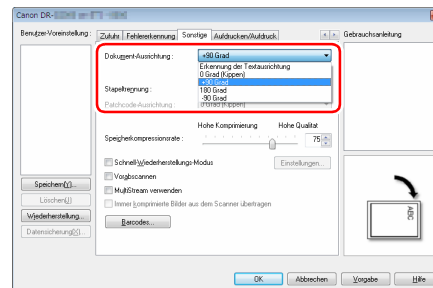 Canon DR-
Benutzer-Voreinstellung :
Zufuhr Fehlererkennung Sonstige Aufdrucken/Aufdruck
Gebrauchsanleitung
Dokument-Ausrichtung : +90 Grad
Erkennung der Textausrichtung
0 Grad (Kippen)
+90 Grad
Stapeltrennung : 180 Grad
-90 Grad
Patchcode-Ausrichtung 0 Grad (Kippen)
Hohe Komprimierung Hohe Qualitat
Speicherkompressionsrate : 75
Schnell-Wiederherstellungs-Modus Einstellungen...
Vorabscannen
MultiStream verwenden
Immer komprimierte Bilder aus dem Scanner übertragen
Barcodes...
Speichern(Y)...
Löschen(J)
Wiederherstellung...
Datensicherung(X)...
ABC
OK Abbrechen Vorgabe Hilfe